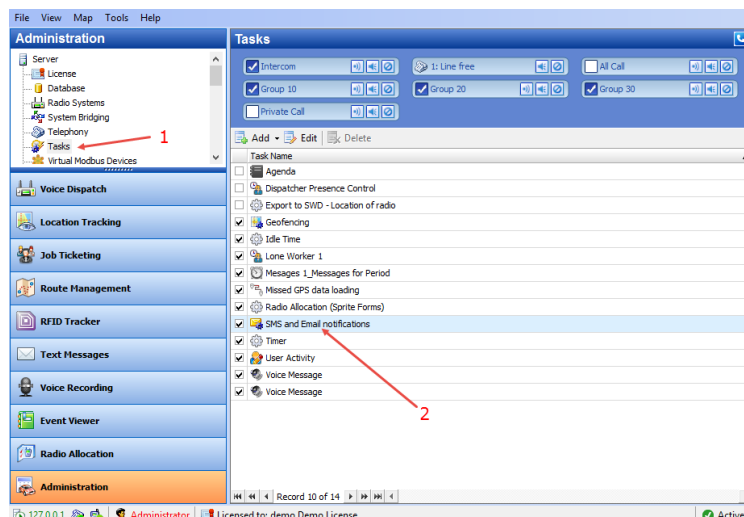 File View Map Tools Help
Administration
Server
License
Database
Radio Systems
System Bridging
Telephony
Tasks
Virtual Modbus Devices
1
Voice Dispatch
Location Tracking
Job Ticketing
Route Management
RFID Tracker
Text Messages
Voice Recording
Event Viewer
Radio Allocation
Administration
Tasks
Intercom 1: Line free All Call
Group 10 Group 20 Group 30
Private Call
Add Edit Delete
Task Name
Agenda
Dispatcher Presence Control
Export to SWD - Location of radio
Geofencing
Idle Time
Lone Worker 1
Mesages 1_Messages for Period
Missed GPS data loading
Radio Allocation (Sprite Forms)
SMS and Email notifications
Timer
User Activity
Voice Message
Voice Message
2
Record 10 of 14
127.0.0.1 Administrator Licensed to: demo Demo License Active